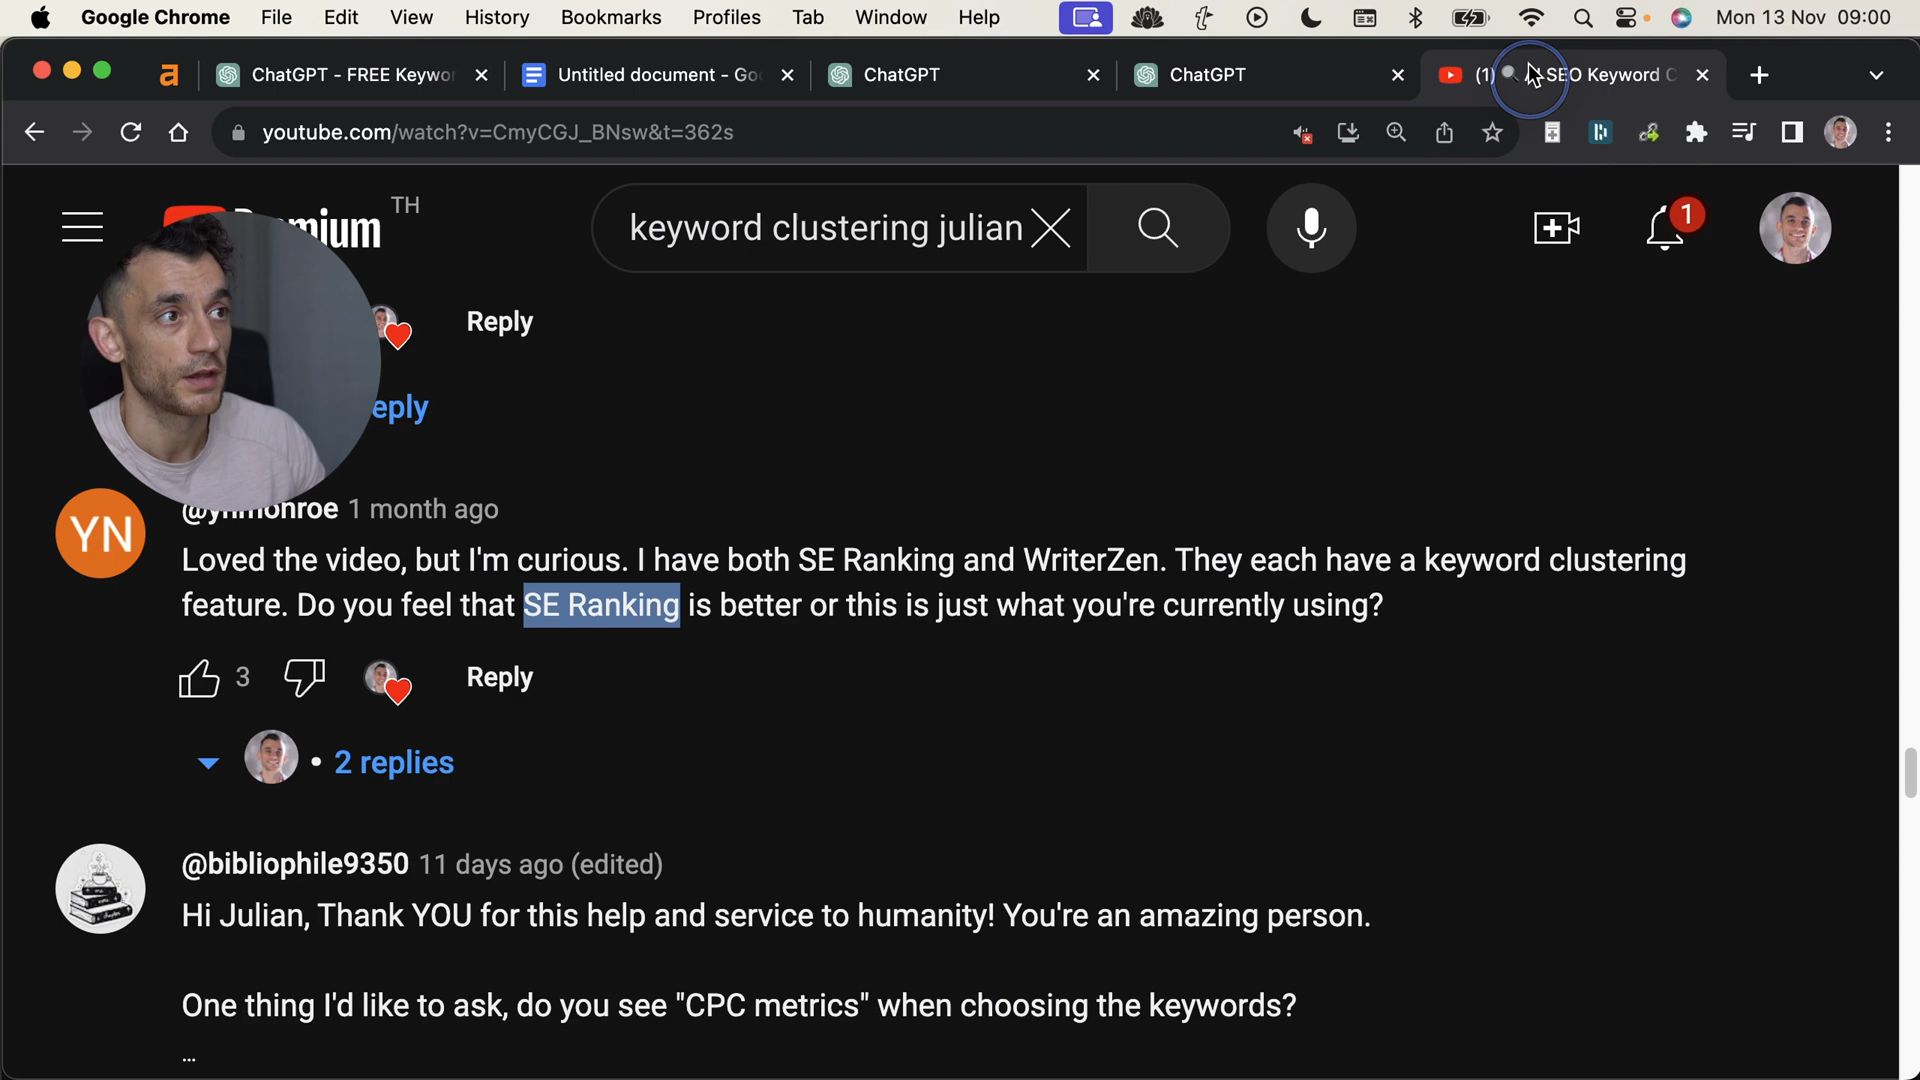 Google Chrome File Edit View History Bookmarks Profiles Tab Window Help Mon 13 Nov 09:00
a ChatGPT - FREE Keywo Untitled document - Go ChatGPT ChatGPT (1) SEO Keyword C
youtube.com/watch?v=CmyCGJ_BNsw&t=362s
TH
keyword clustering julian
1
Reply
eply
@ynmonroe 1 month ago
YN
Loved the video, but I'm curious. I have both SE Ranking and WriterZen. They each have a keyword clustering
feature. Do you feel that SE Ranking is better or this is just what you're currently using?
3 Reply
• 2 replies
@bibliophile9350 11 days ago (edited)
Hi Julian, Thank YOU for this help and service to humanity! You're an amazing person.
One thing I'd like to ask, do you see "CPC metrics" when choosing the keywords?
...